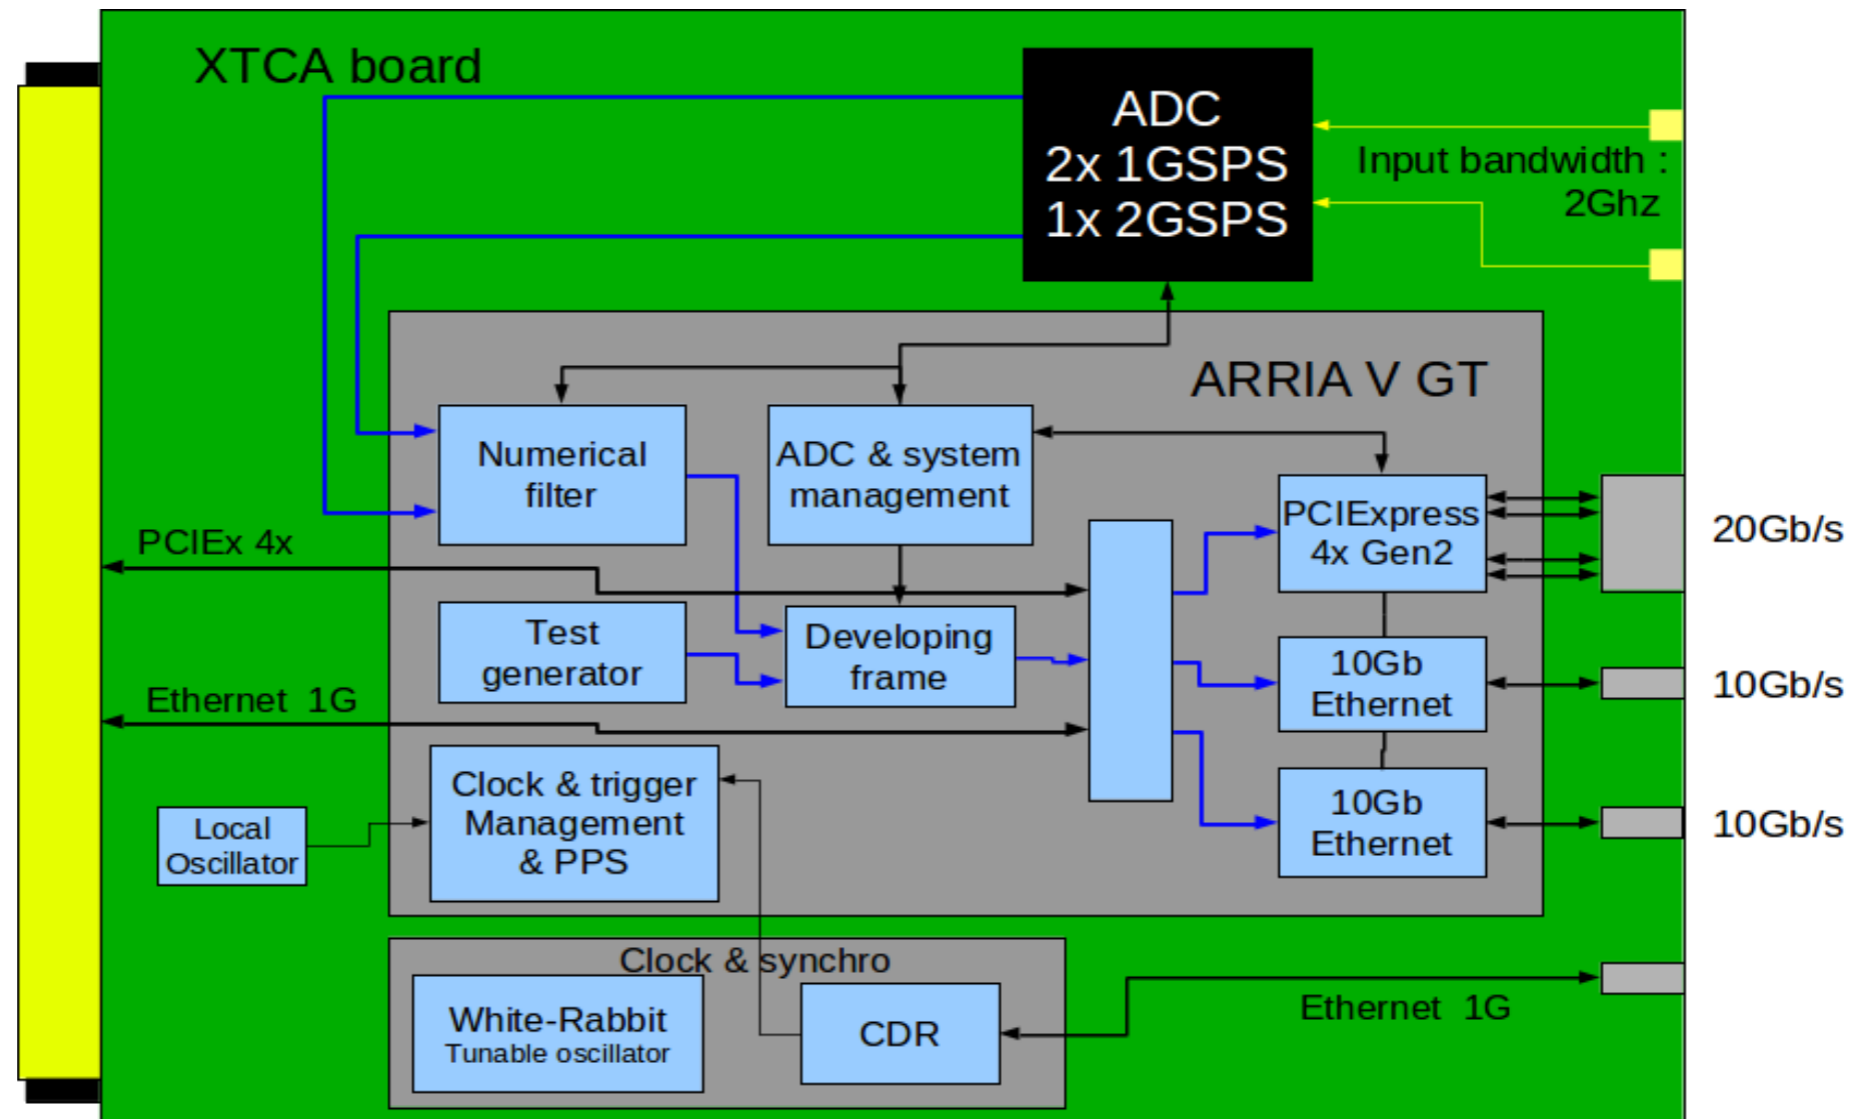 XTCA board
ADC
2x 1GSPS
1x 2GSPS
Input bandwidth :
2Ghz
ARRIA V GT
Numerical
filter
ADC & system
management
PCIExpress
4x Gen2
20Gb/s
PCIEx 4x
Test
generator
Developing
frame
10Gb
Ethernet
10Gb/s
Ethernet 1G
Clock & trigger
Management
& PPS
Local
Oscillator
10Gb
Ethernet
10Gb/s
Clock & synchro
White-Rabbit
Tunable oscillator
CDR
Ethernet 1G